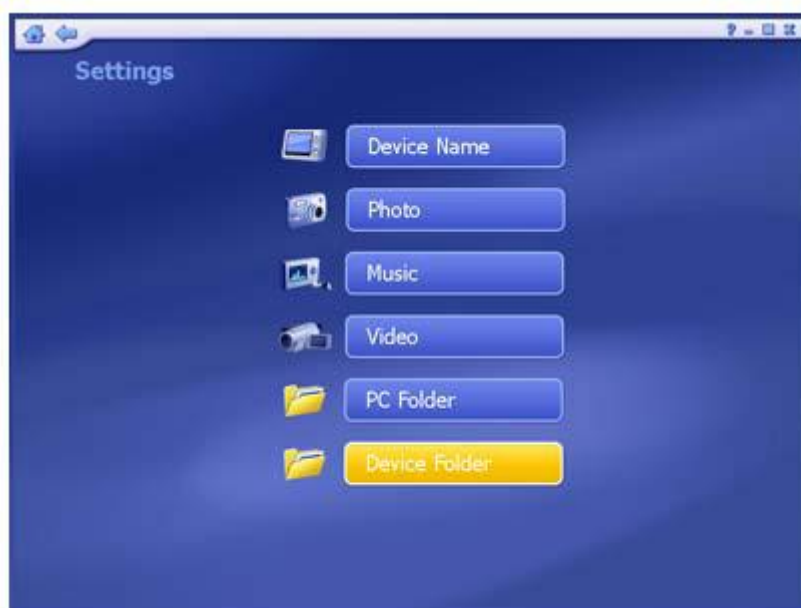 Settings
Device Name
Photo
Music
Video
PC Folder
Device Folder